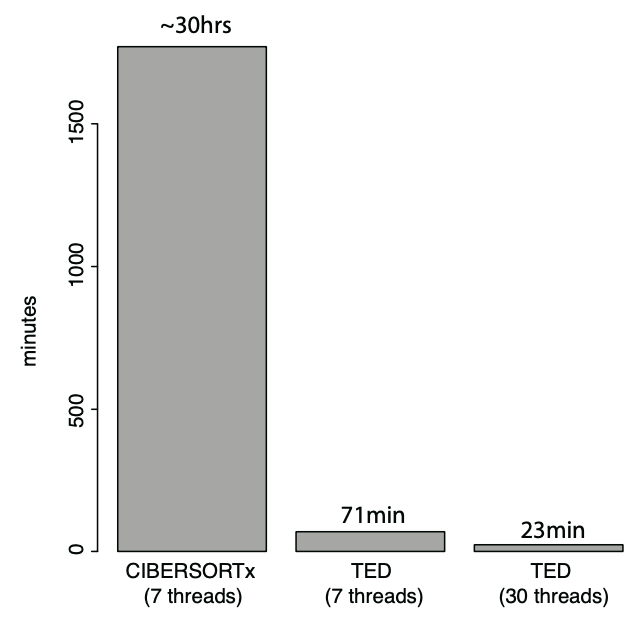 ~30hrs
1500
1000
500
0
minutes
71min
23min
CIBERSORTx
(7 threads)
TED
(7 threads)
TED
(30 threads)